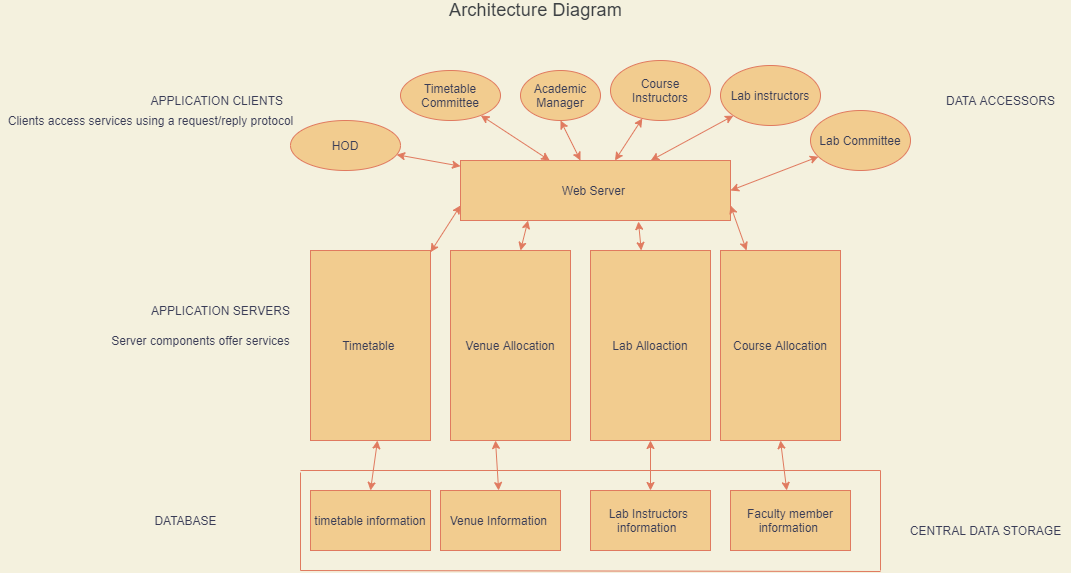 Architecture Diagram
APPLICATION CLIENTS
Clients access services using a request/reply protocol
HOD
Timetable
Committee
Academic
Manager
Course
Instructors
Lab instructors
Lab Committee
DATA ACCESSORS
Web Server
APPLICATION SERVERS
Server components offer services
Timetable
Venue Allocation
Lab Alloaction
Course Allocation
DATABASE
timetable information
Venue Information
Lab Instructors
information
Faculty member
information
CENTRAL DATA STORAGE